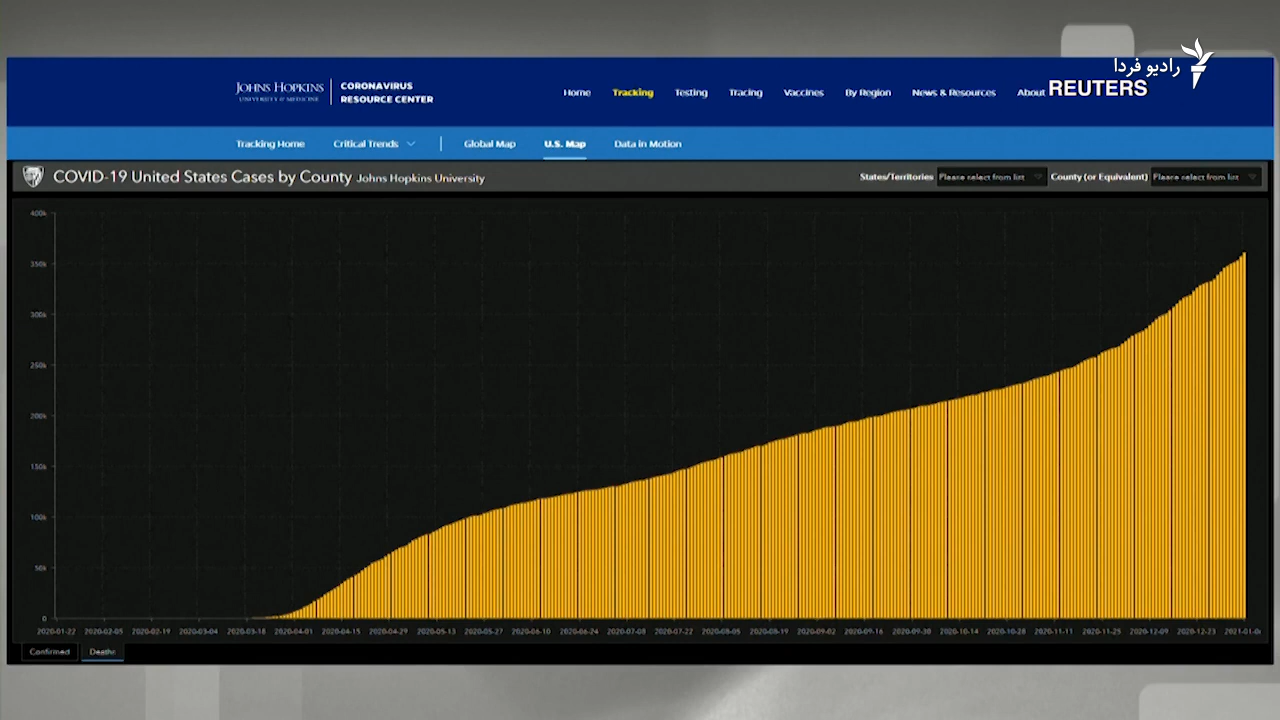 رادیو فردا
REUTERS
JOHNS HOPKINS
UNIVERSITY & MEDICINE
CORONAVIRUS
RESOURCE CENTER
Home Tracking Testing Tracing Vaccines By Region News & Resources About
Tracking Home Critical Trends Global Map U.S. Map Data in Motion
COVID-19 United States Cases by County Johns Hopkins University
States/Territories Please select from list County (or Equivalent) Please select from list
400k
350k
300k
250k
200k
150k
100k
50k
0
2020-01-22 2020-02-05 2020-02-19 2020-03-04 2020-03-18 2020-04-01 2020-04-15 2020-04-29 2020-05-13 2020-05-27 2020-06-10 2020-06-24 2020-07-08 2020-07-22 2020-08-05 2020-08-19 2020-09-02 2020-09-16 2020-09-30 2020-10-14 2020-10-28 2020-11-11 2020-11-25 2020-12-09 2020-12-23 2021-01-0
Confirmed Deaths